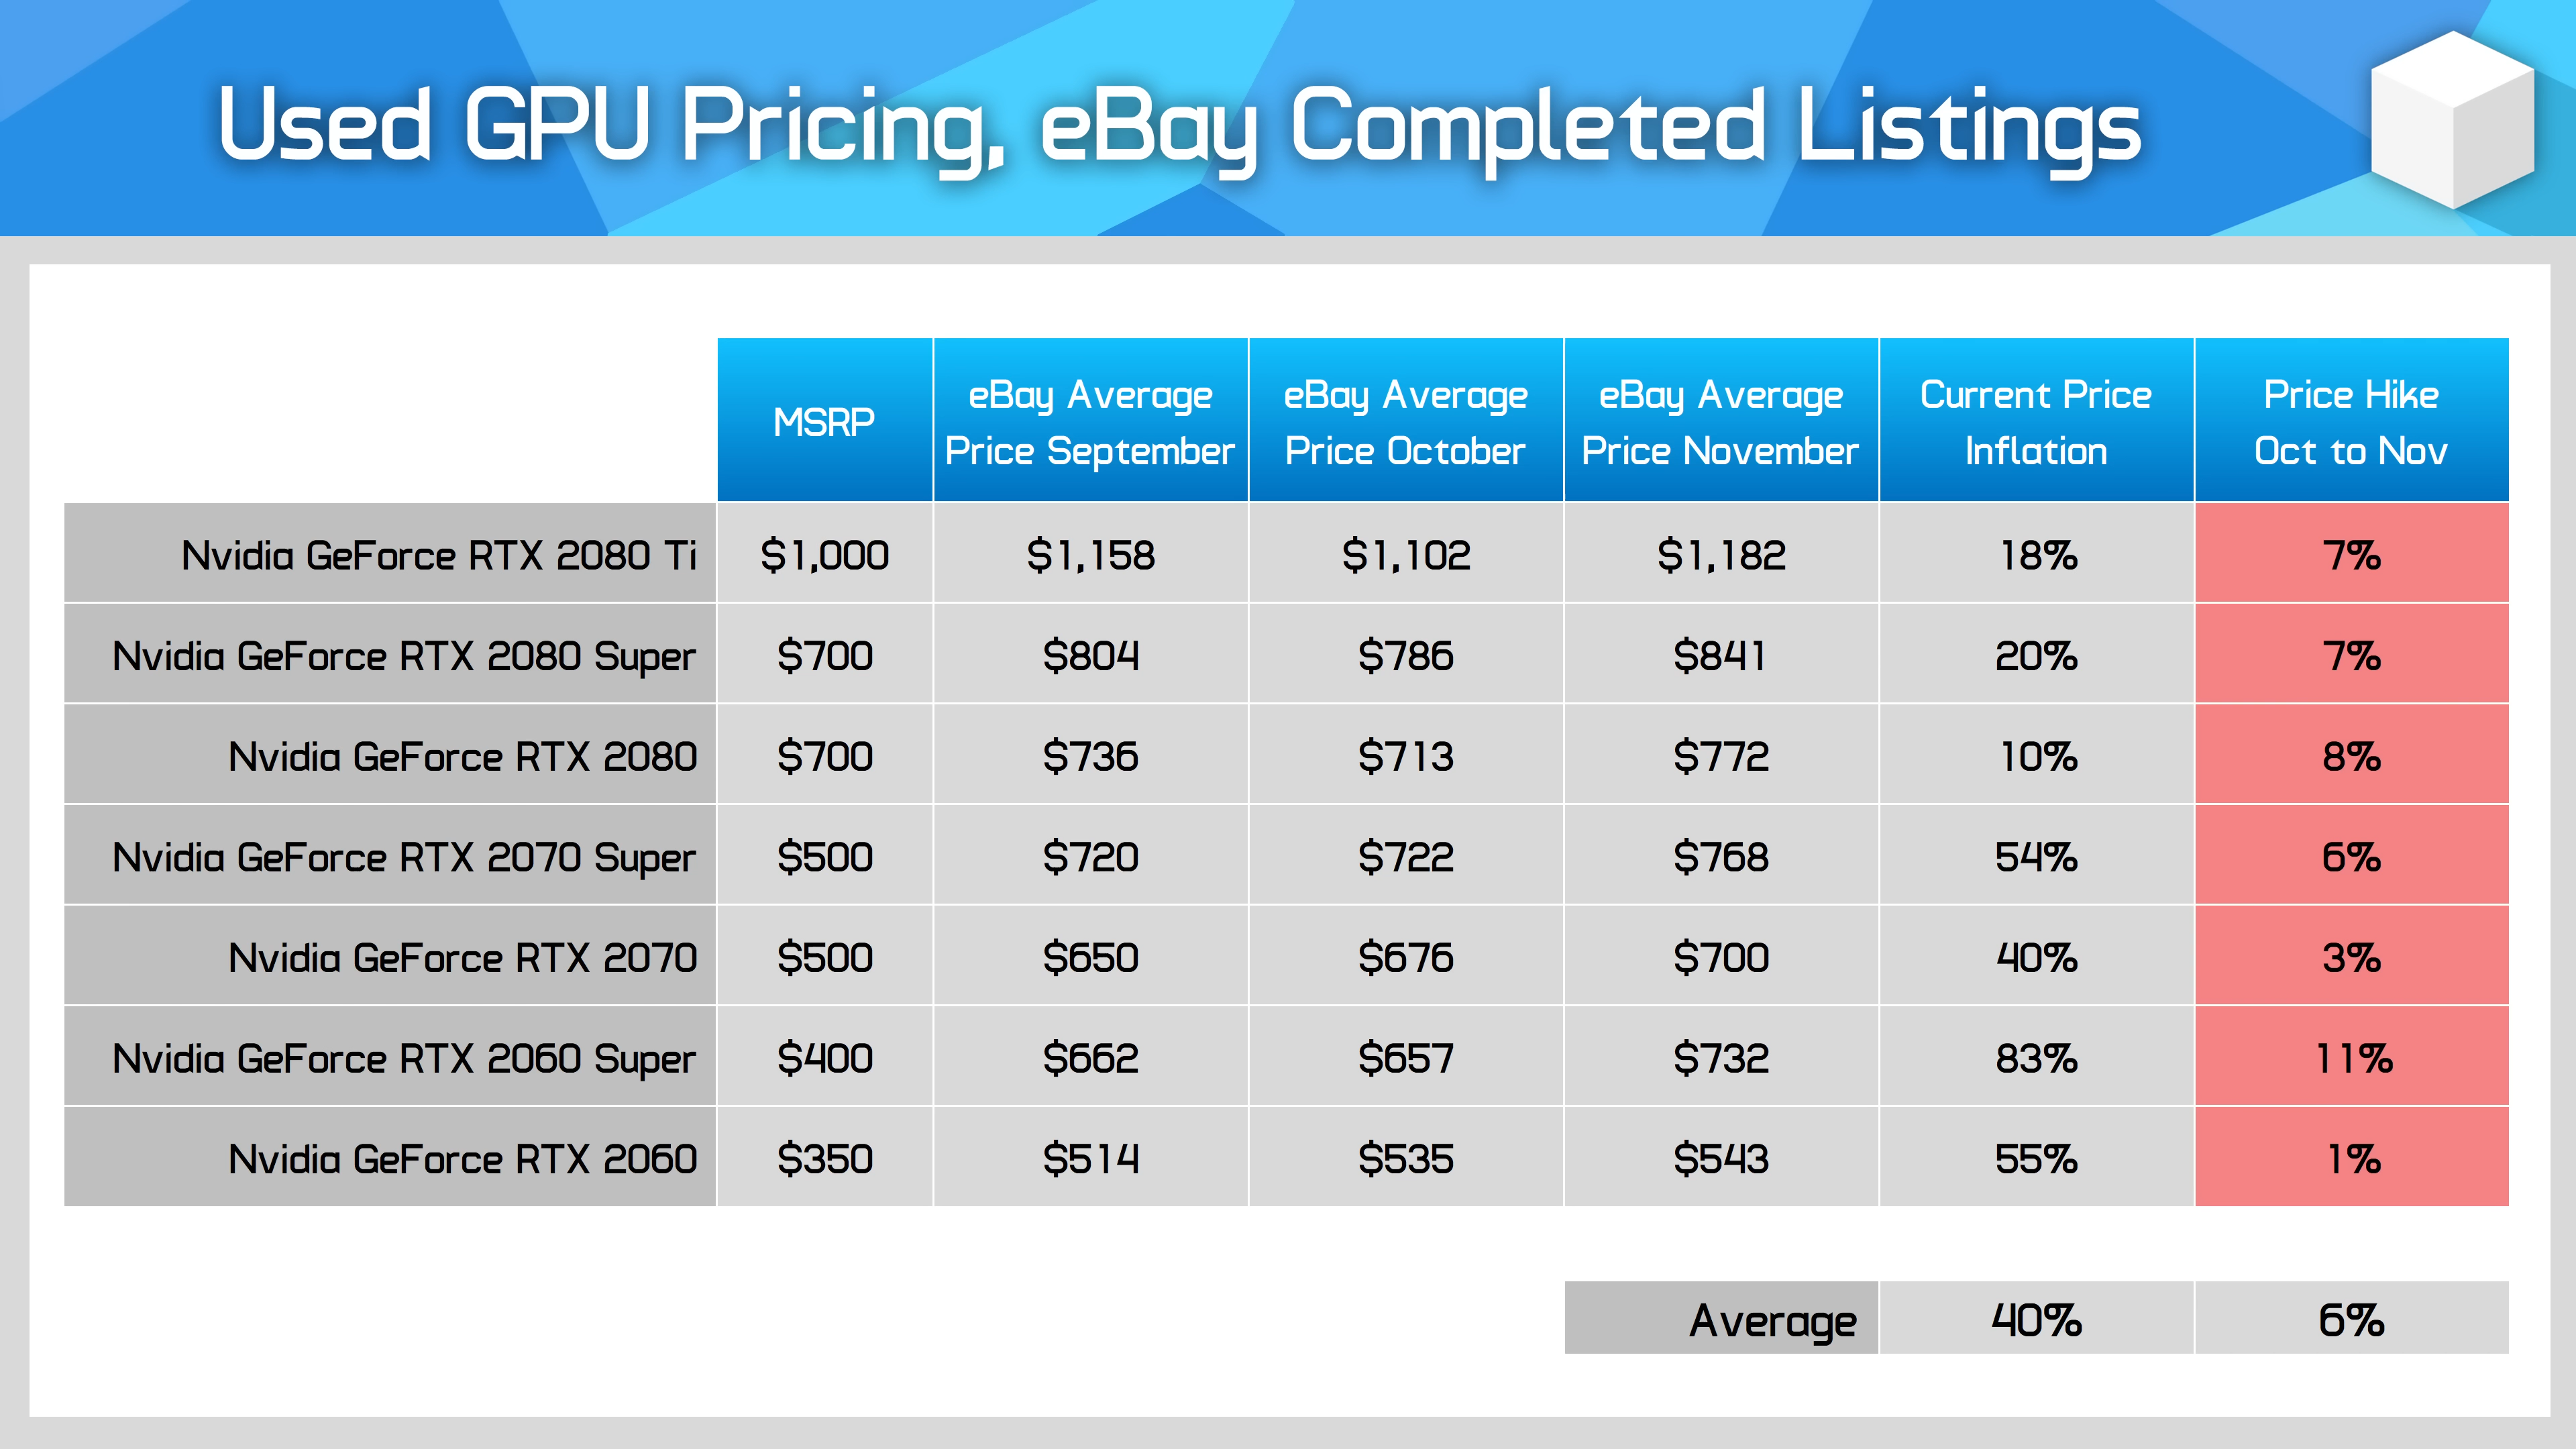 Used GPU Pricing, eBay Completed Listings
MSRP
eBay Average
Price September
eBay Average
Price October
eBay Average
Price November
Current Price
Inflation
Price Hike
Oct to Nov
Nvidia GeForce RTX 2080 Ti $1,000 $1,158 $1,102 $1,182 18% 7%
Nvidia GeForce RTX 2080 Super $700 $804 $786 $841 20% 7%
Nvidia GeForce RTX 2080 $700 $736 $713 $772 10% 8%
Nvidia GeForce RTX 2070 Super $500 $720 $722 $768 54% 6%
Nvidia GeForce RTX 2070 $500 $650 $676 $700 40% 3%
Nvidia GeForce RTX 2060 Super $400 $662 $657 $732 83% 11%
Nvidia GeForce RTX 2060 $350 $514 $535 $543 55% 1%
Average 40% 6%